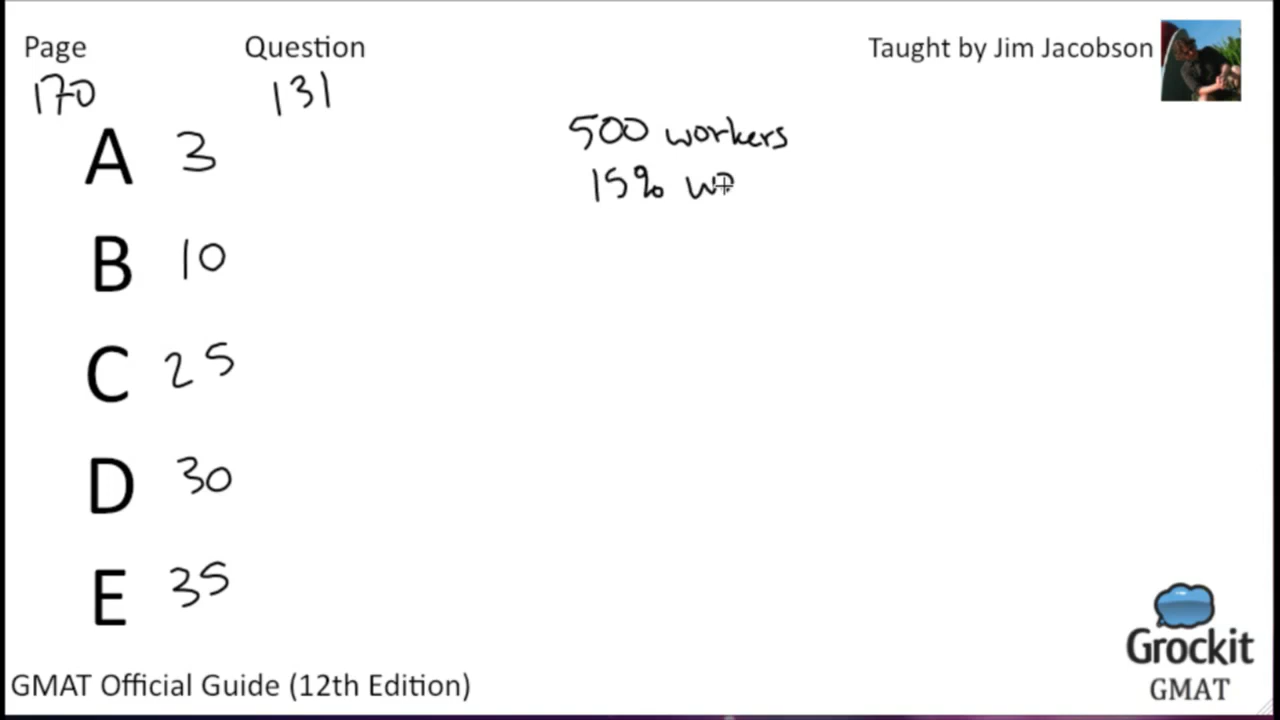 Page Question Taught by Jim Jacobson
170 131
A 3
500 workers
15% w
B 10
C 25
D 30
E 35
Grockit
GMAT
GMAT Official Guide (12th Edition)